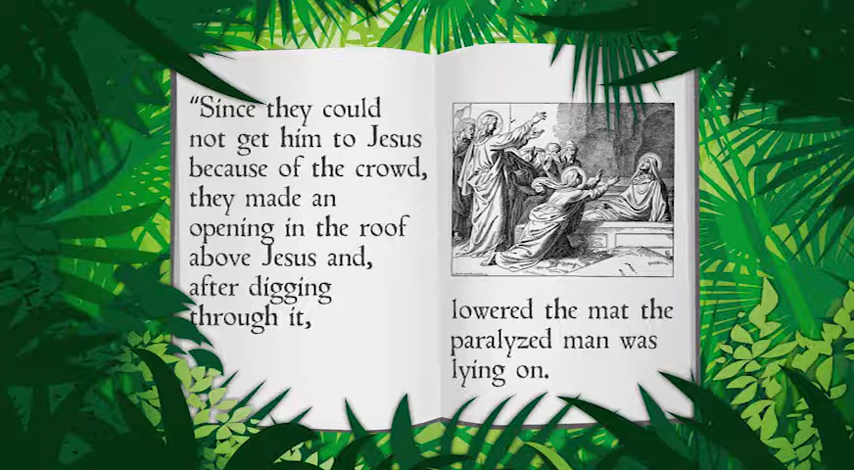 “Since they could
not get him to Jesus
because of the crowd,
they made an
opening in the roof
above Jesus and,
after digging
through it,
lowered the mat the
paralyzed man was
lying on.